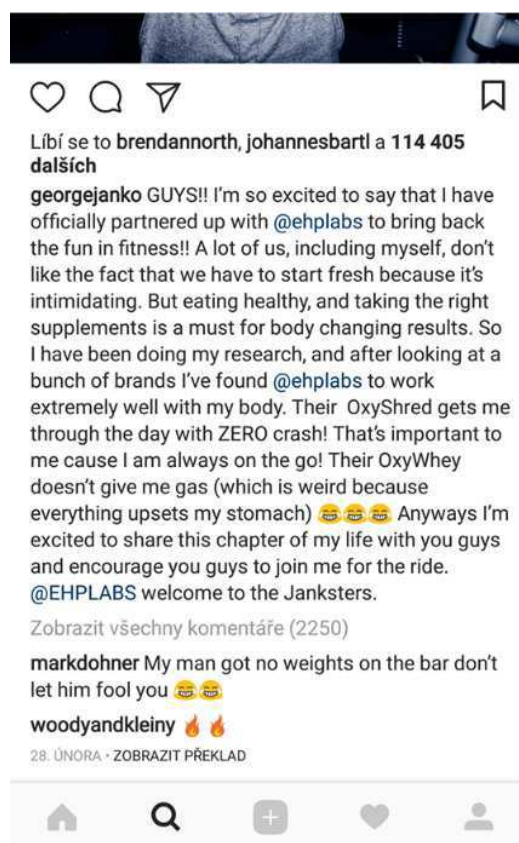 Líbí se to brendannorth, johannesbartl a 114 405
dalších
georgejanko GUYS!! I'm so excited to say that I have
officially partnered up with @ehplabs to bring back
the fun in fitness!! A lot of us, including myself, don't
like the fact that we have to start fresh because it's
intimidating. But eating healthy, and taking the right
supplements is a must for body changing results. So
I have been doing my research, and after looking at a
bunch of brands I've found @ehplabs to work
extremely well with my body. Their OxyShred gets me
through the day with ZERO crash! That's important to
me cause I am always on the go! Their OxyWhey
doesn't give me gas (which is weird because
everything upsets my stomach) 😂😂😂 Anyways I'm
excited to share this chapter of my life with you guys
and encourage you guys to join me for the ride.
@EHPLABS welcome to the Janksters.
Zobrazit všechny komentáře (2250)
markdohner My man got no weights on the bar don't
let him fool you 😂😂
woodyandkleiny 🔥🔥
28. ÚNORA · ZOBRAZIT PŘEKLAD